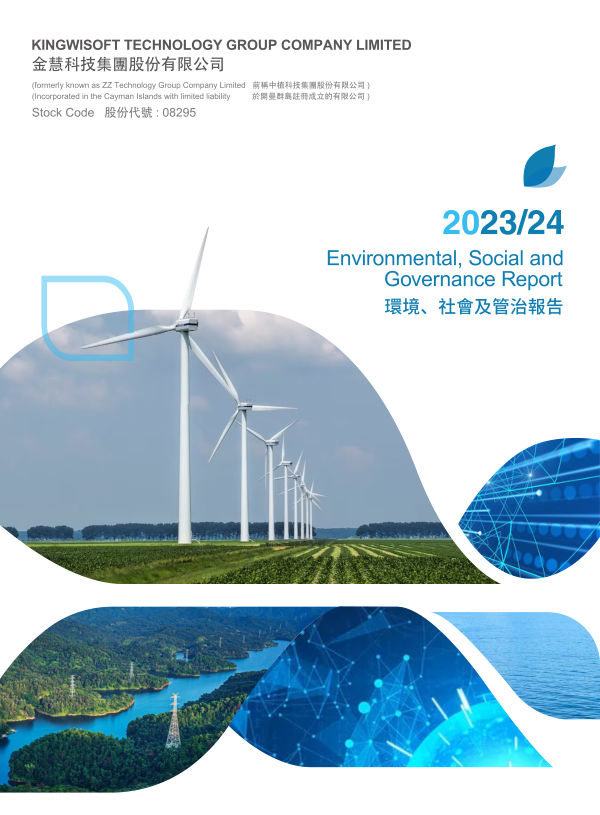 KINGWISOFT TECHNOLOGY GROUP COMPANY LIMITED
金慧科技集團股份有限公司
(formerly known as ZZ Technology Group Company Limited 前稱中植科技集團股份有限公司)
(Incorporated in the Cayman Islands with limited liability 於開曼群島註冊成立的有限公司)
Stock Code 股份代號 : 08295
2023/24
Environmental, Social and
Governance Report
環境、社會及管治報告